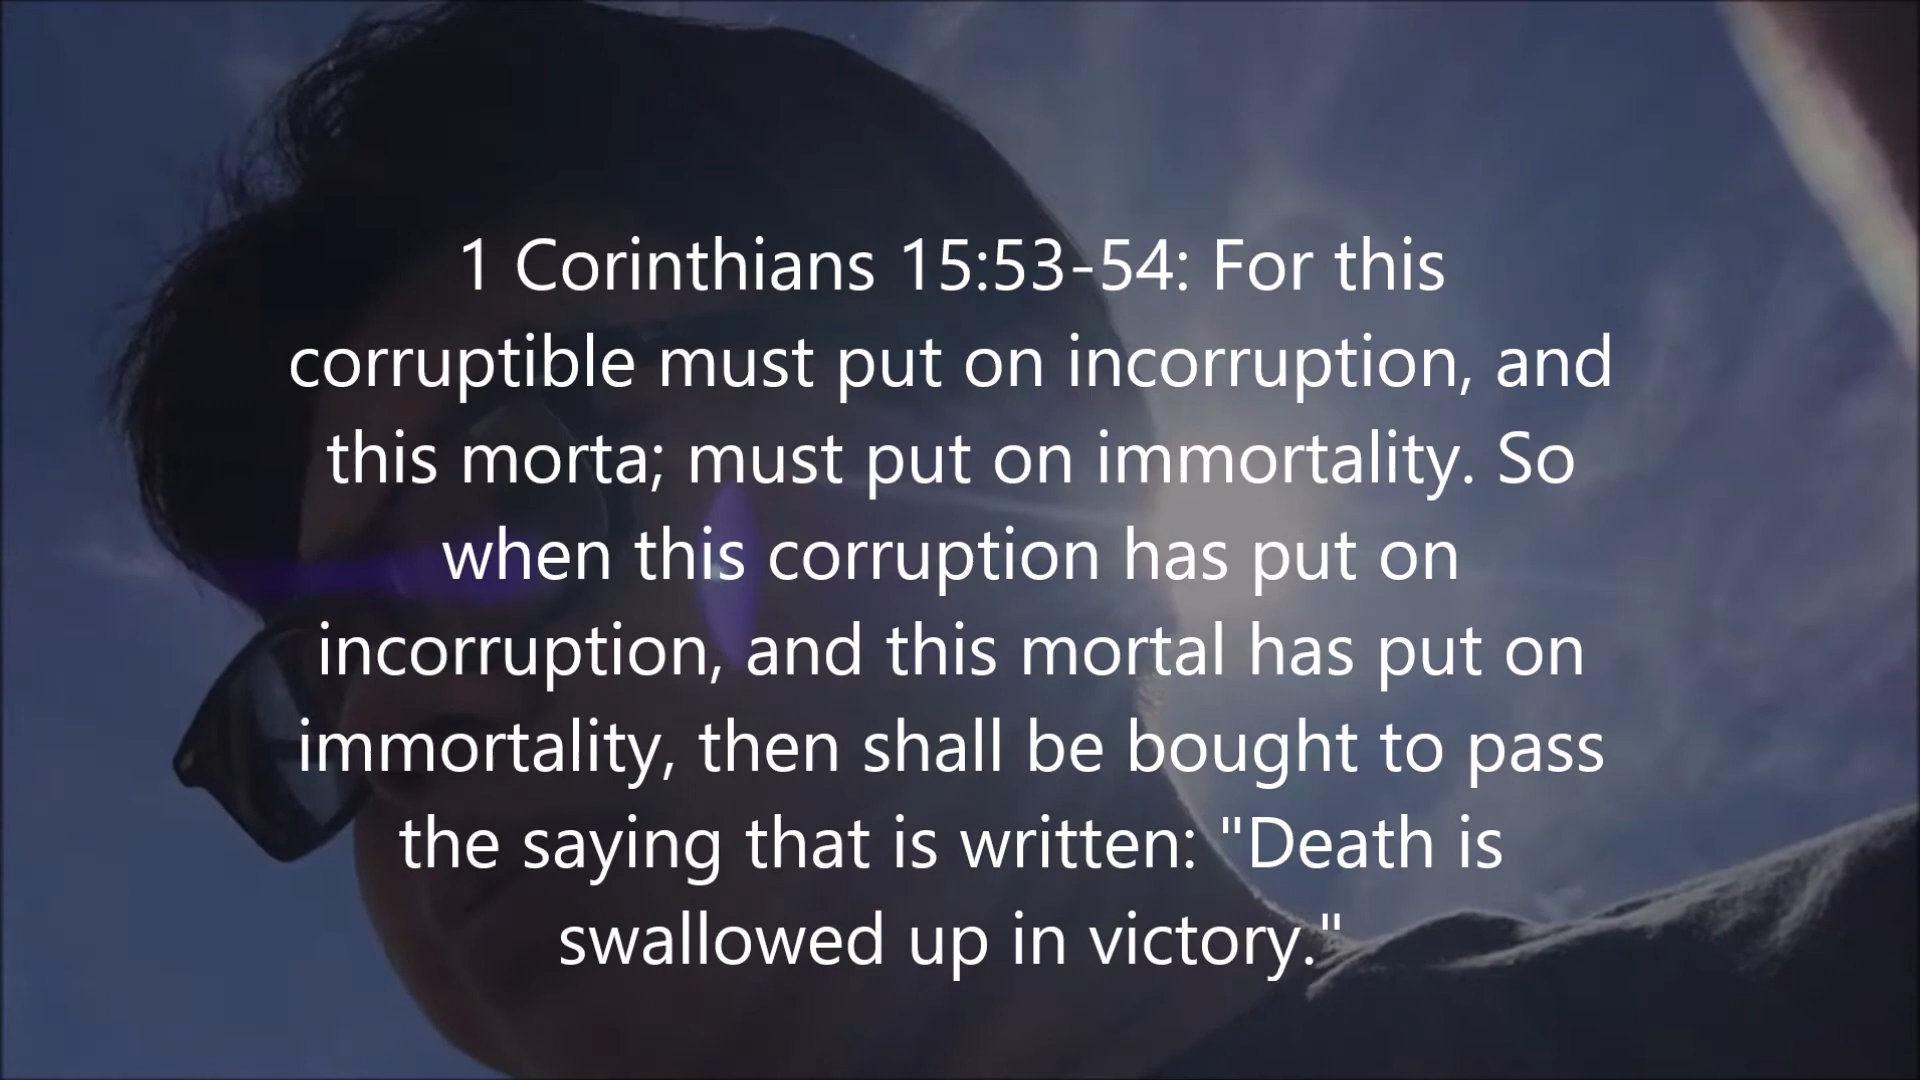 1 Corinthians 15:53-54: For this
corruptible must put on incorruption, and
this morta; must put on immortality. So
when this corruption has put on
incorruption, and this mortal has put on
immortality, then shall be bought to pass
the saying that is written: "Death is
swallowed up in victory."